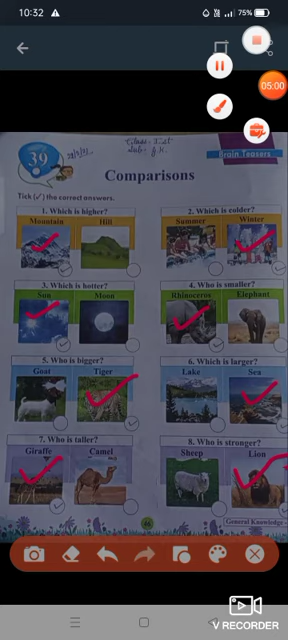 10:32
75%
05:00
39
Class - I st
Sub - G.K.
Brain Teasers
Comparisons
Tick (✓) the correct answers.
1. Which is higher?
Mountain Hill
2. Which is colder?
Summer Winter
3. Which is hotter?
Sun Moon
4. Who is smaller?
Rhinoceros Elephant
5. Who is bigger?
Goat Tiger
6. Which is larger?
Lake Sea
7. Who is taller?
Giraffe Camel
8. Who is stronger?
Sheep Lion
General Knowledge -
V RECORDER